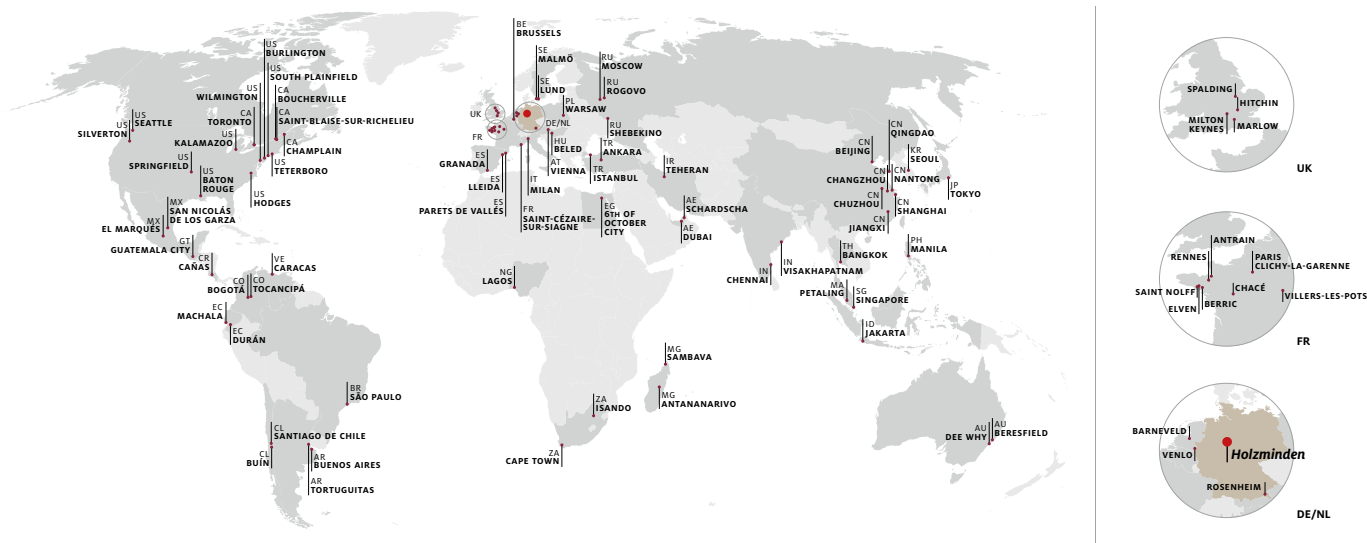 BE
BRUSSELS
SE
MALMÖ
RU
MOSCOW
US
BURLINGTON
US
SOUTH PLAINFIELD
SE
LUND
RU
ROGOVO
US
WILMINGTON
CA
BOUCHERVILLE
PL
WARSAW
US
SEATTLE
CA
TORONTO
CA
SAINT-BLAISE-SUR-RICHELIEU
UK
DE/NL
US
SILVERTON
US
KALAMAZOO
CA
CHAMPLAIN
FR
RU
SHEBEKINO
CN
QINGDAO
US
SPRINGFIELD
US
TETERBORO
ES
GRANADA
HU
BELED
TR
ANKARA
CN
BEIJING
KR
SEOUL
US
BATON
ROUGE
ES
LLEIDA
IT
MILAN
AT
VIENNA
TR
ISTANBUL
IR
TEHERAN
CN
CHANGZHOU
CN
NANTONG
JP
TOKYO
US
HODGES
MX
SAN NICOLÁS
DE LOS GARZA
ES
PARETS DE VALLÉS
FR
SAINT-CÉZAIRE-
SUR-SIAGNE
EG
6TH OF
OCTOBER
CITY
AE
SCHARDSCHA
CN
CHUZHOU
CN
SHANGHAI
MX
EL MARQUÉS
AE
DUBAI
CN
JIANGXI
GT
GUATEMALA CITY
CR
CAÑAS
VE
CARACAS
NG
LAGOS
IN
CHENNAI
IN
VISAKHAPATNAM
TH
BANGKOK
PH
MANILA
CO
BOGOTÁ
CO
TOCANCIPÁ
MA
PETALING
SG
SINGAPORE
EC
MACHALA
EC
DURÁN
ID
JAKARTA
MG
SAMBAVA
BR
SÃO PAULO
ZA
ISANDO
MG
ANTANANARIVO
CL
SANTIAGO DE CHILE
AU
DEE WHY
AU
BERESFIELD
CL
BUÍN
AR
BUENOS AIRES
ZA
CAPE TOWN
AR
TORTUGUITAS
SPALDING
HITCHIN
MILTON
KEYNES
MARLOW
UK
ANTRAIN
RENNES
PARIS
CLICHY-LA-GARENNE
SAINT NOLFF
CHACÉ
VILLERS-LES-POTS
ELVEN
BERRIC
FR
BARNEVELD
VENLO
Holzminden
ROSENHEIM
DE/NL